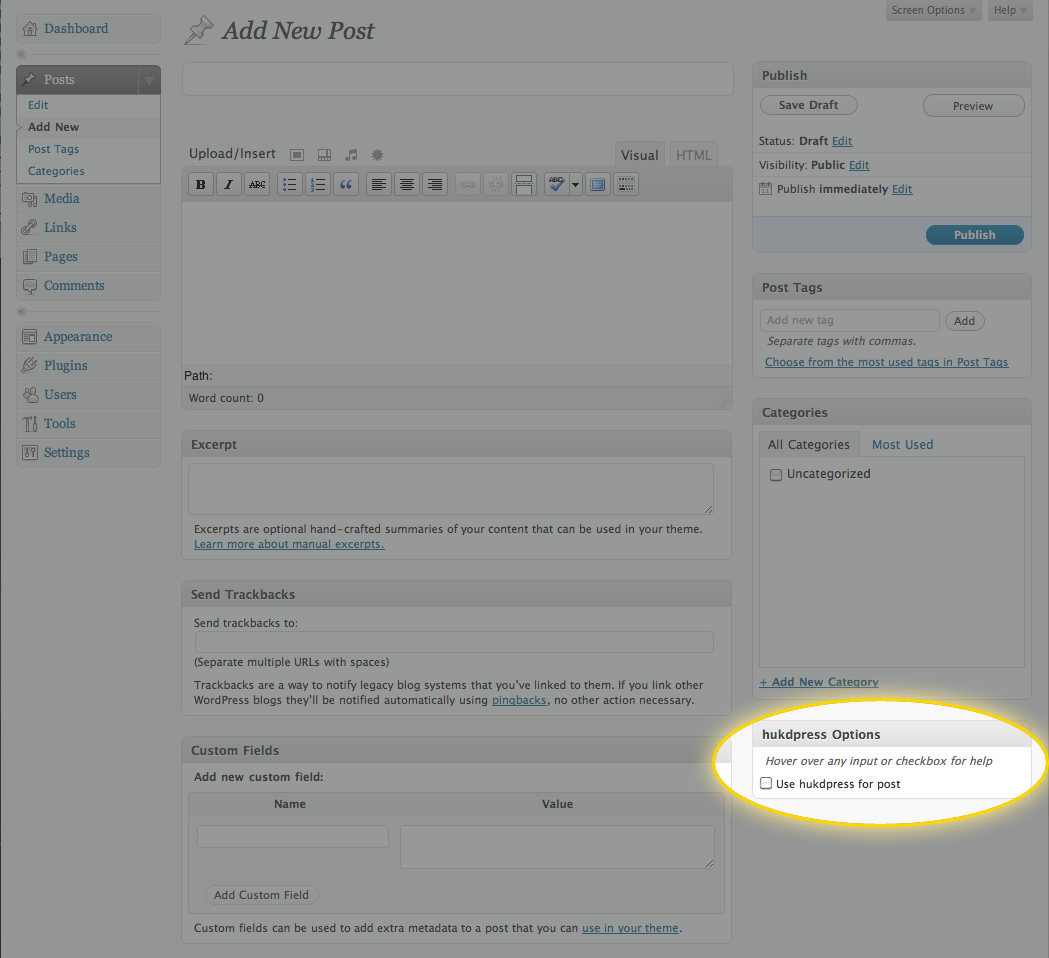 Screen Options
Help
Dashboard
Add New Post
Posts
Edit
Add New
Post Tags
Categories
Media
Links
Pages
Comments
Appearance
Plugins
Users
Tools
Settings
Upload/Insert
Visual
HTML
B I ABC
ABC
Path:
Word count: 0
Excerpt
Excerpts are optional hand-crafted summaries of your content that can be used in your theme.
Learn more about manual excerpts.
Send Trackbacks
Send trackbacks to:
(Separate multiple URLs with spaces)
Trackbacks are a way to notify legacy blog systems that you've linked to them. If you link other
WordPress blogs they'll be notified automatically using pingbacks, no other action necessary.
Custom Fields
Add new custom field:
Name Value
Add Custom Field
Custom fields can be used to add extra metadata to a post that you can use in your theme.
Publish
Save Draft
Preview
Status: Draft Edit
Visibility: Public Edit
Publish immediately Edit
Publish
Post Tags
Add new tag
Add
Separate tags with commas.
Choose from the most used tags in Post Tags
Categories
All Categories
Most Used
Uncategorized
+ Add New Category
hukdpress Options
Hover over any input or checkbox for help
Use hukdpress for post